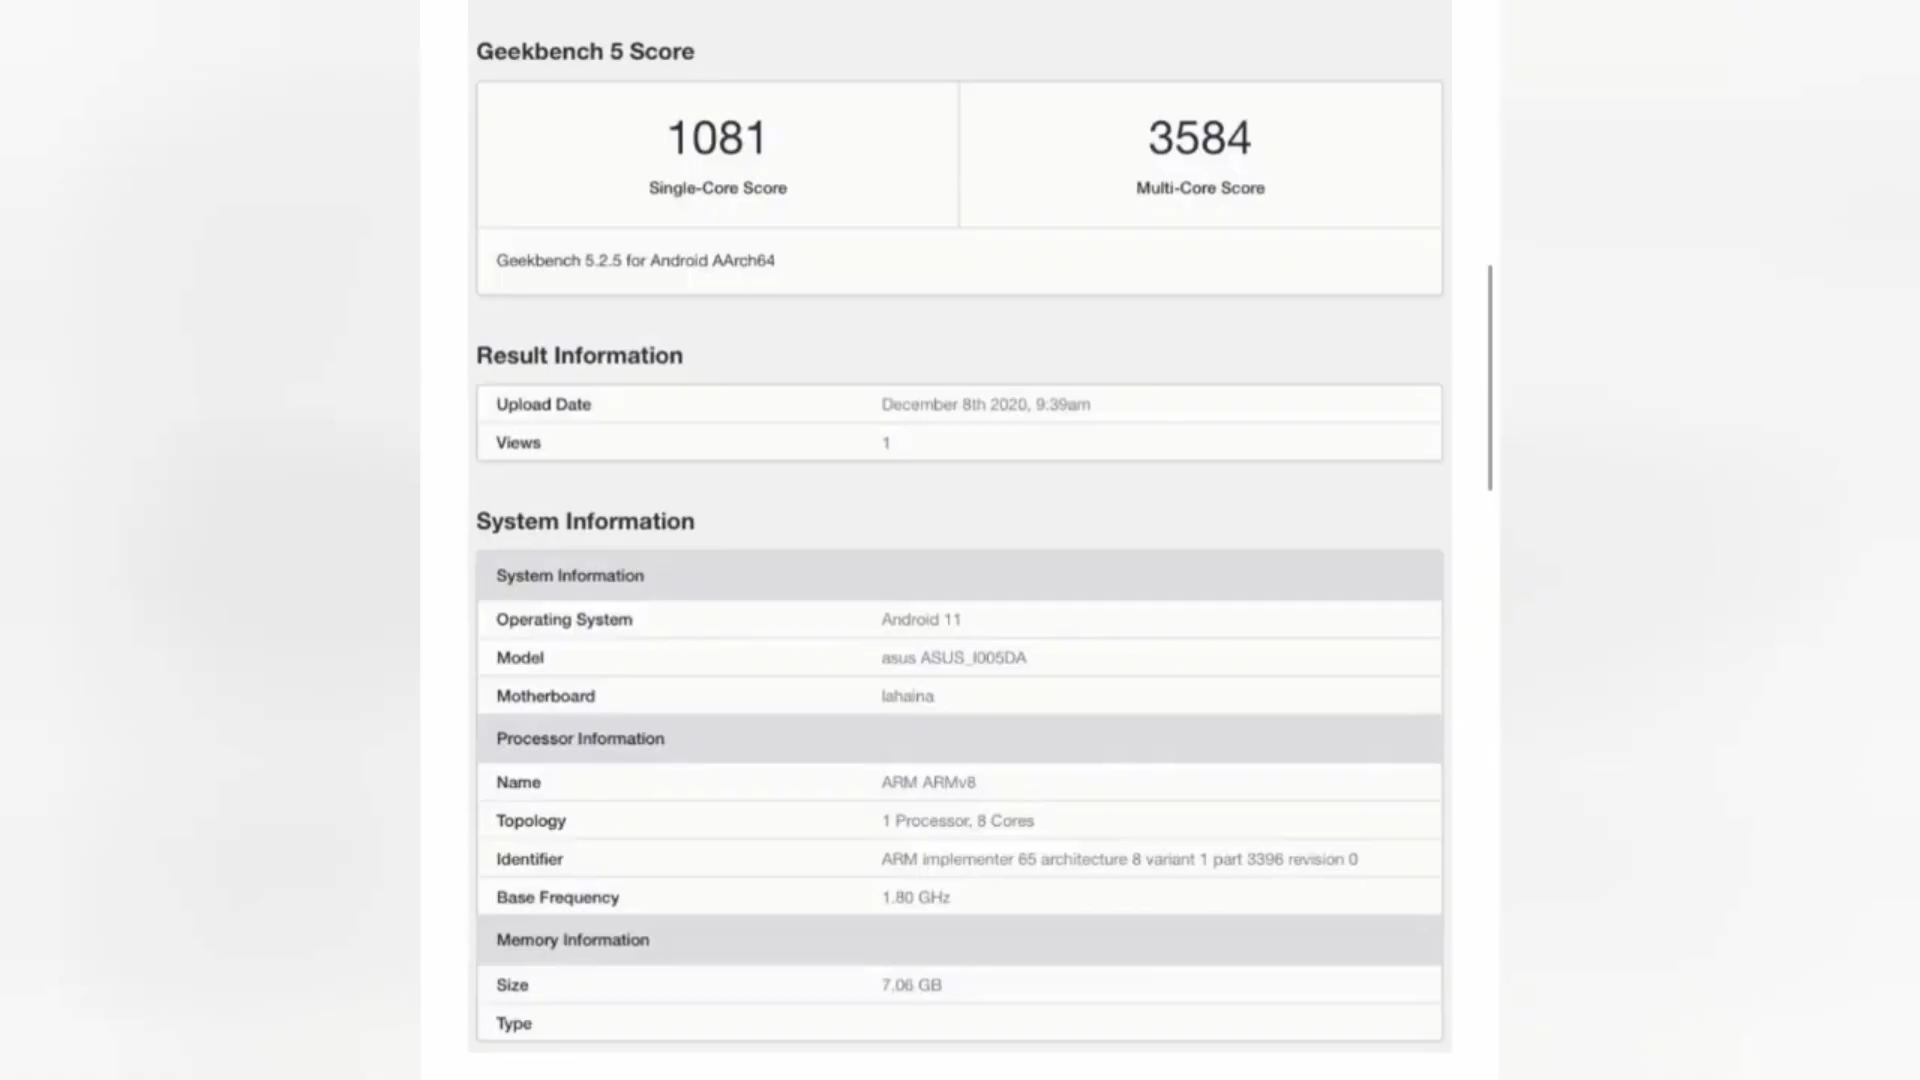 Geekbench 5 Score
1081 3584
Single-Core Score Multi-Core Score
Geekbench 5.2.5 for Android AArch64
Result Information
Upload Date December 8th 2020, 9:39am
Views 1
System Information
System Information
Operating System Android 11
Model asus ASUS_I005DA
Motherboard lahaina
Processor Information
Name ARM ARMv8
Topology 1 Processor, 8 Cores
Identifier ARM implementer 65 architecture 8 variant 1 part 3396 revision 0
Base Frequency 1.80 GHz
Memory Information
Size 7.06 GB
Type